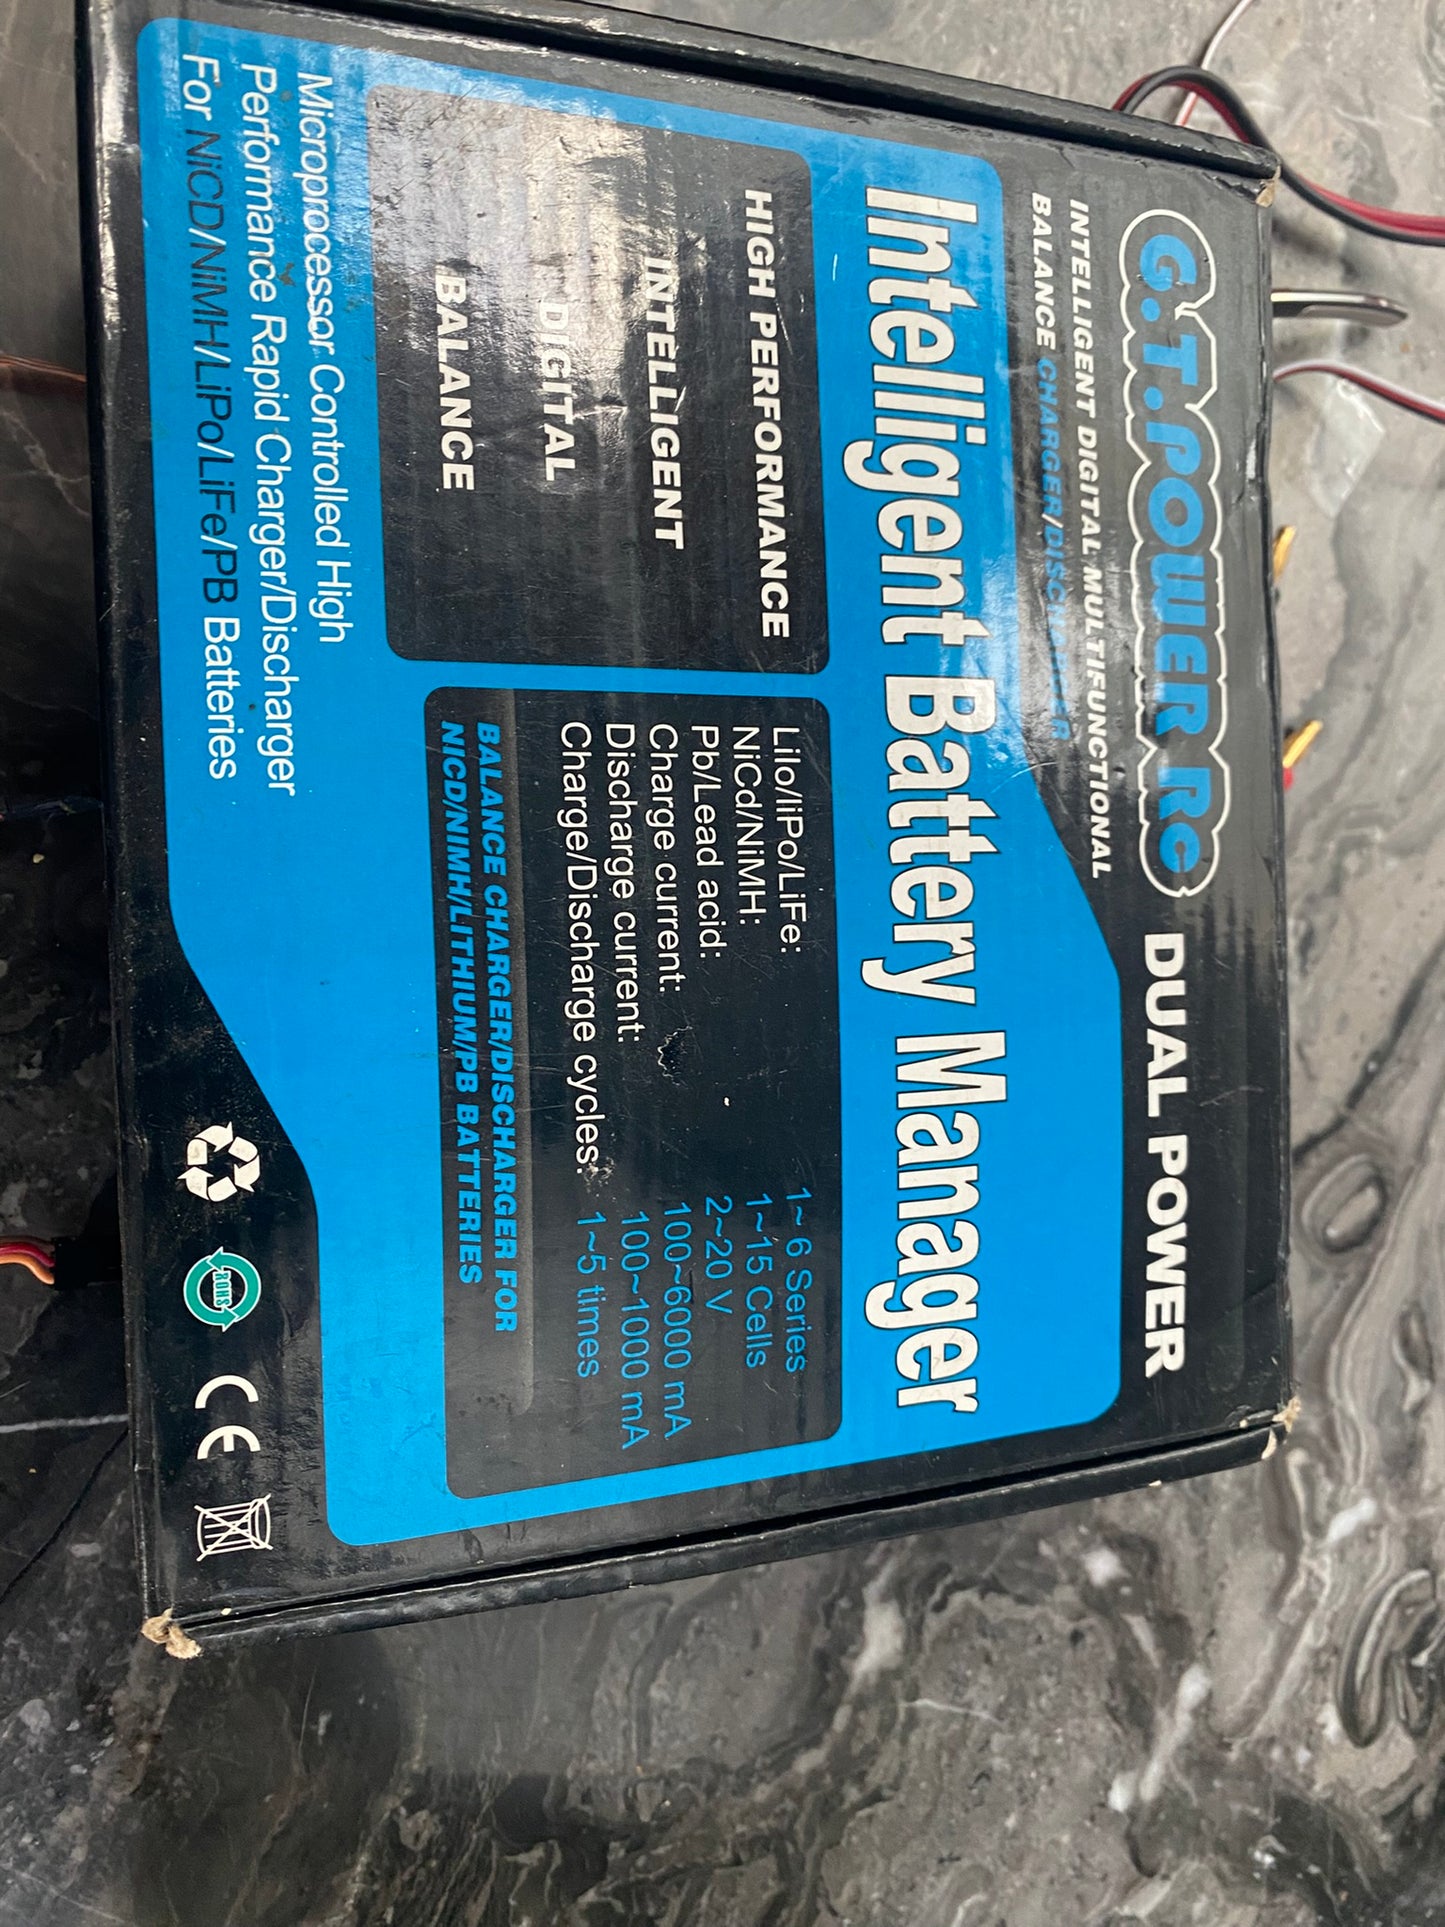 G.T.POWER RC DUAL POWER
INTELLIGENT DIGITAL MULTIFUNCTIONAL
BALANCE CHARGER/DISCHARGER
Intelligent Battery Manager
HIGH PERFORMANCE
INTELLIGENT
DIGITAL
BALANCE
LiIo/liPo/LiFe: 1~ 6 Series
NiCd/NiMH: 1~15 Cells
Pb/Lead acid: 2~20 V
Charge current: 100~6000 mA
Discharge current: 100~1000 mA
Charge/Discharge cycles: 1~5 times
BALANCE CHARGER/DISCHARGER FOR
NICD/NIMH/LITHIUM/PB BATTERIES
Microprocessor Controlled High
Performance Rapid Charger/Discharger
For NiCD/NiMH/LiPo/LiFe/PB Batteries
ROHS
CE